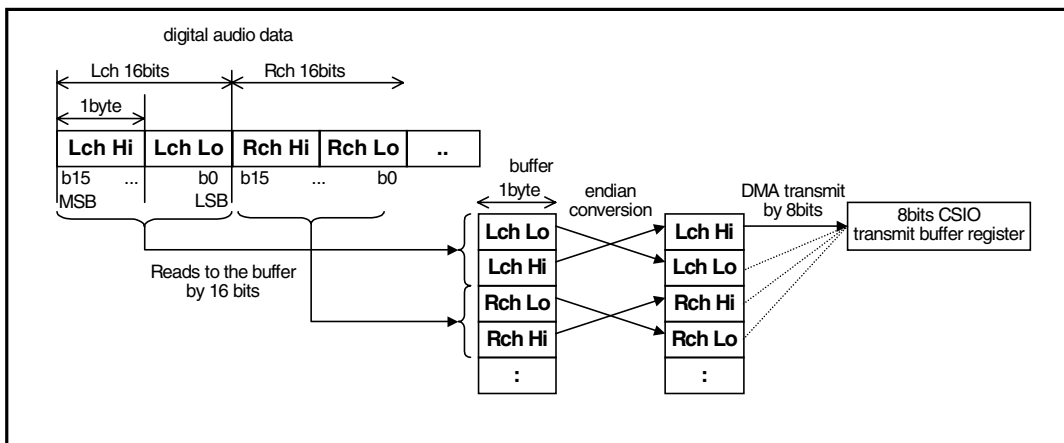 digital audio data
Lch 16bits Rch 16bits
1byte
Lch Hi Lch Lo Rch Hi Rch Lo ..
b15 ... b0 b15 ... b0
MSB LSB
Reads to the buffer
by 16 bits
buffer
1byte
endian
conversion
DMA transmit
by 8bits
Lch Lo
Lch Hi
Rch Lo
Rch Hi
:
Lch Hi
Lch Lo
Rch Hi
Rch Lo
:
8bits CSIO
transmit buffer register